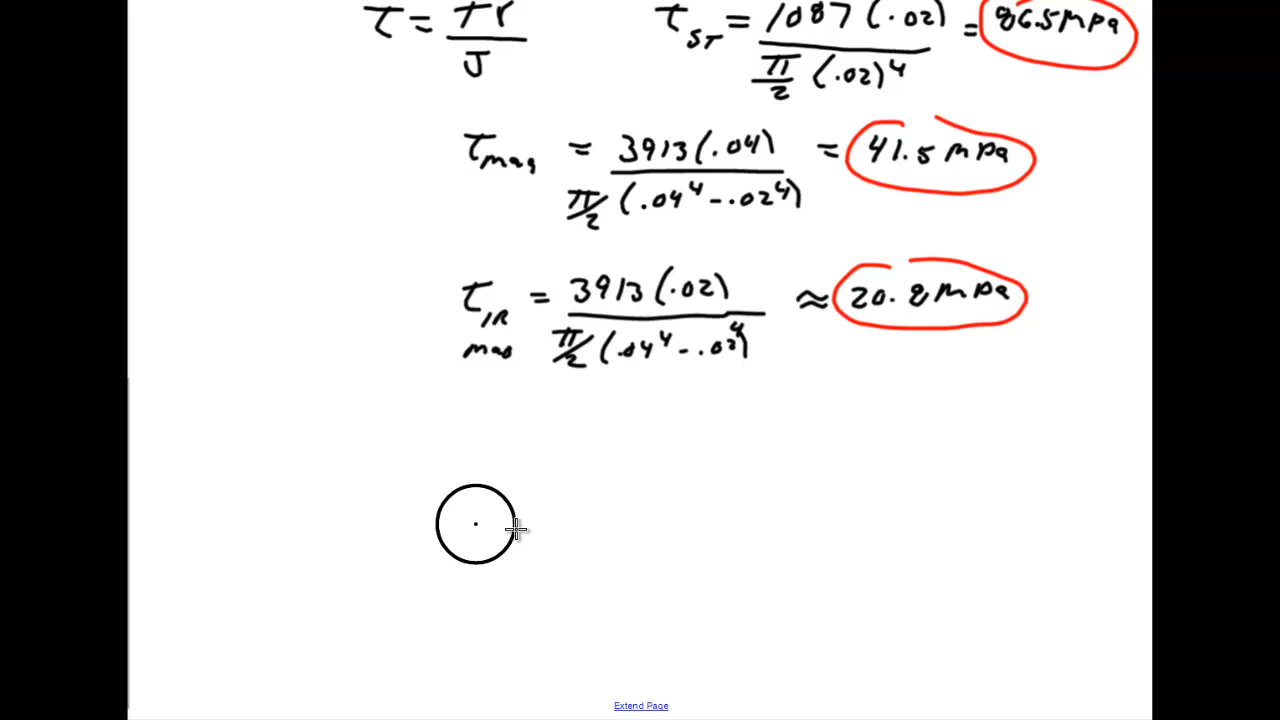 τ = Tr / J    τ_ST = 1087(.02) / π/2 (.02)^4 = 86.5 mpa
τ_mag = 3913(.04) / π/2 (.04^4 - .02^4) = 41.5 mpa
τ_IR max = 3913(.02) / π/2 (.04^4 - .02^4) ≈ 20.8 mpa
Extend Page